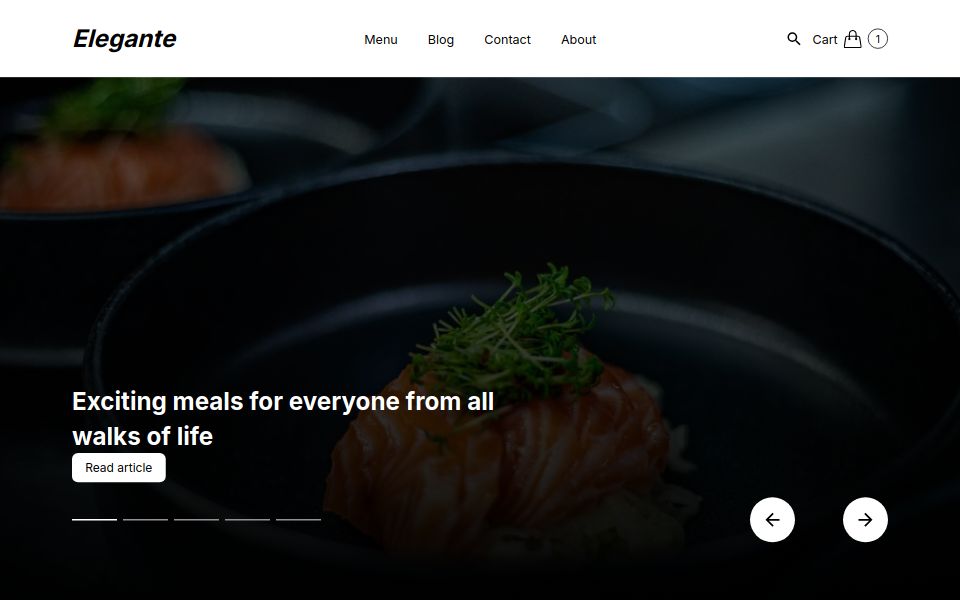 Elegante
Menu
Blog
Contact
About
Cart
1
Exciting meals for everyone from all
walks of life
Read article